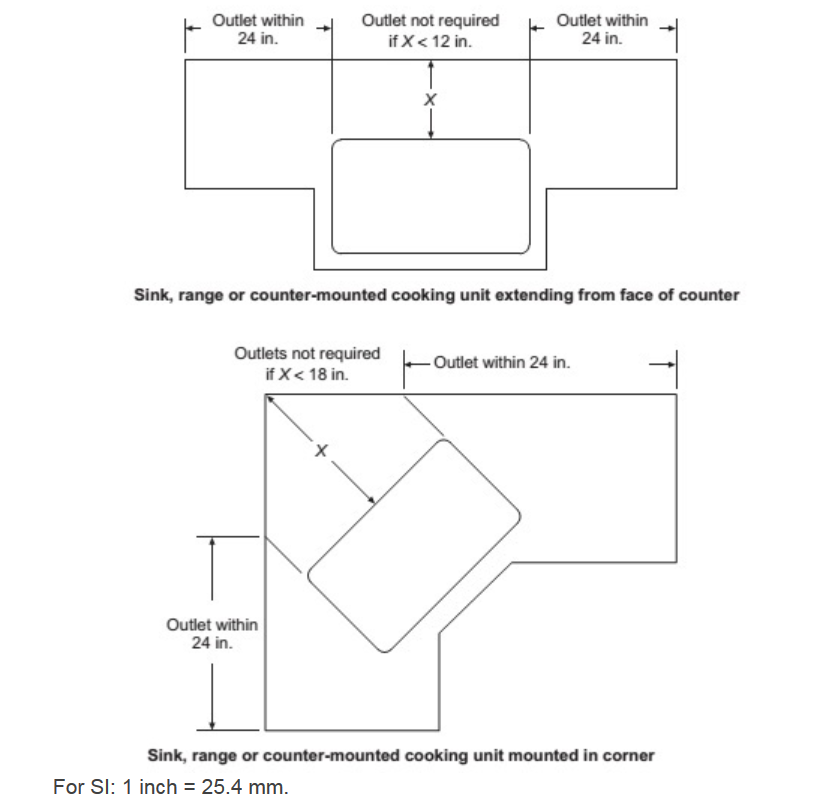 Outlet within
24 in.
Outlet not required
if X < 12 in.
Outlet within
24 in.
X
Sink, range or counter-mounted cooking unit extending from face of counter
Outlets not required
if X < 18 in.
Outlet within 24 in.
X
Outlet within
24 in.
Sink, range or counter-mounted cooking unit mounted in corner
For SI: 1 inch = 25.4 mm.